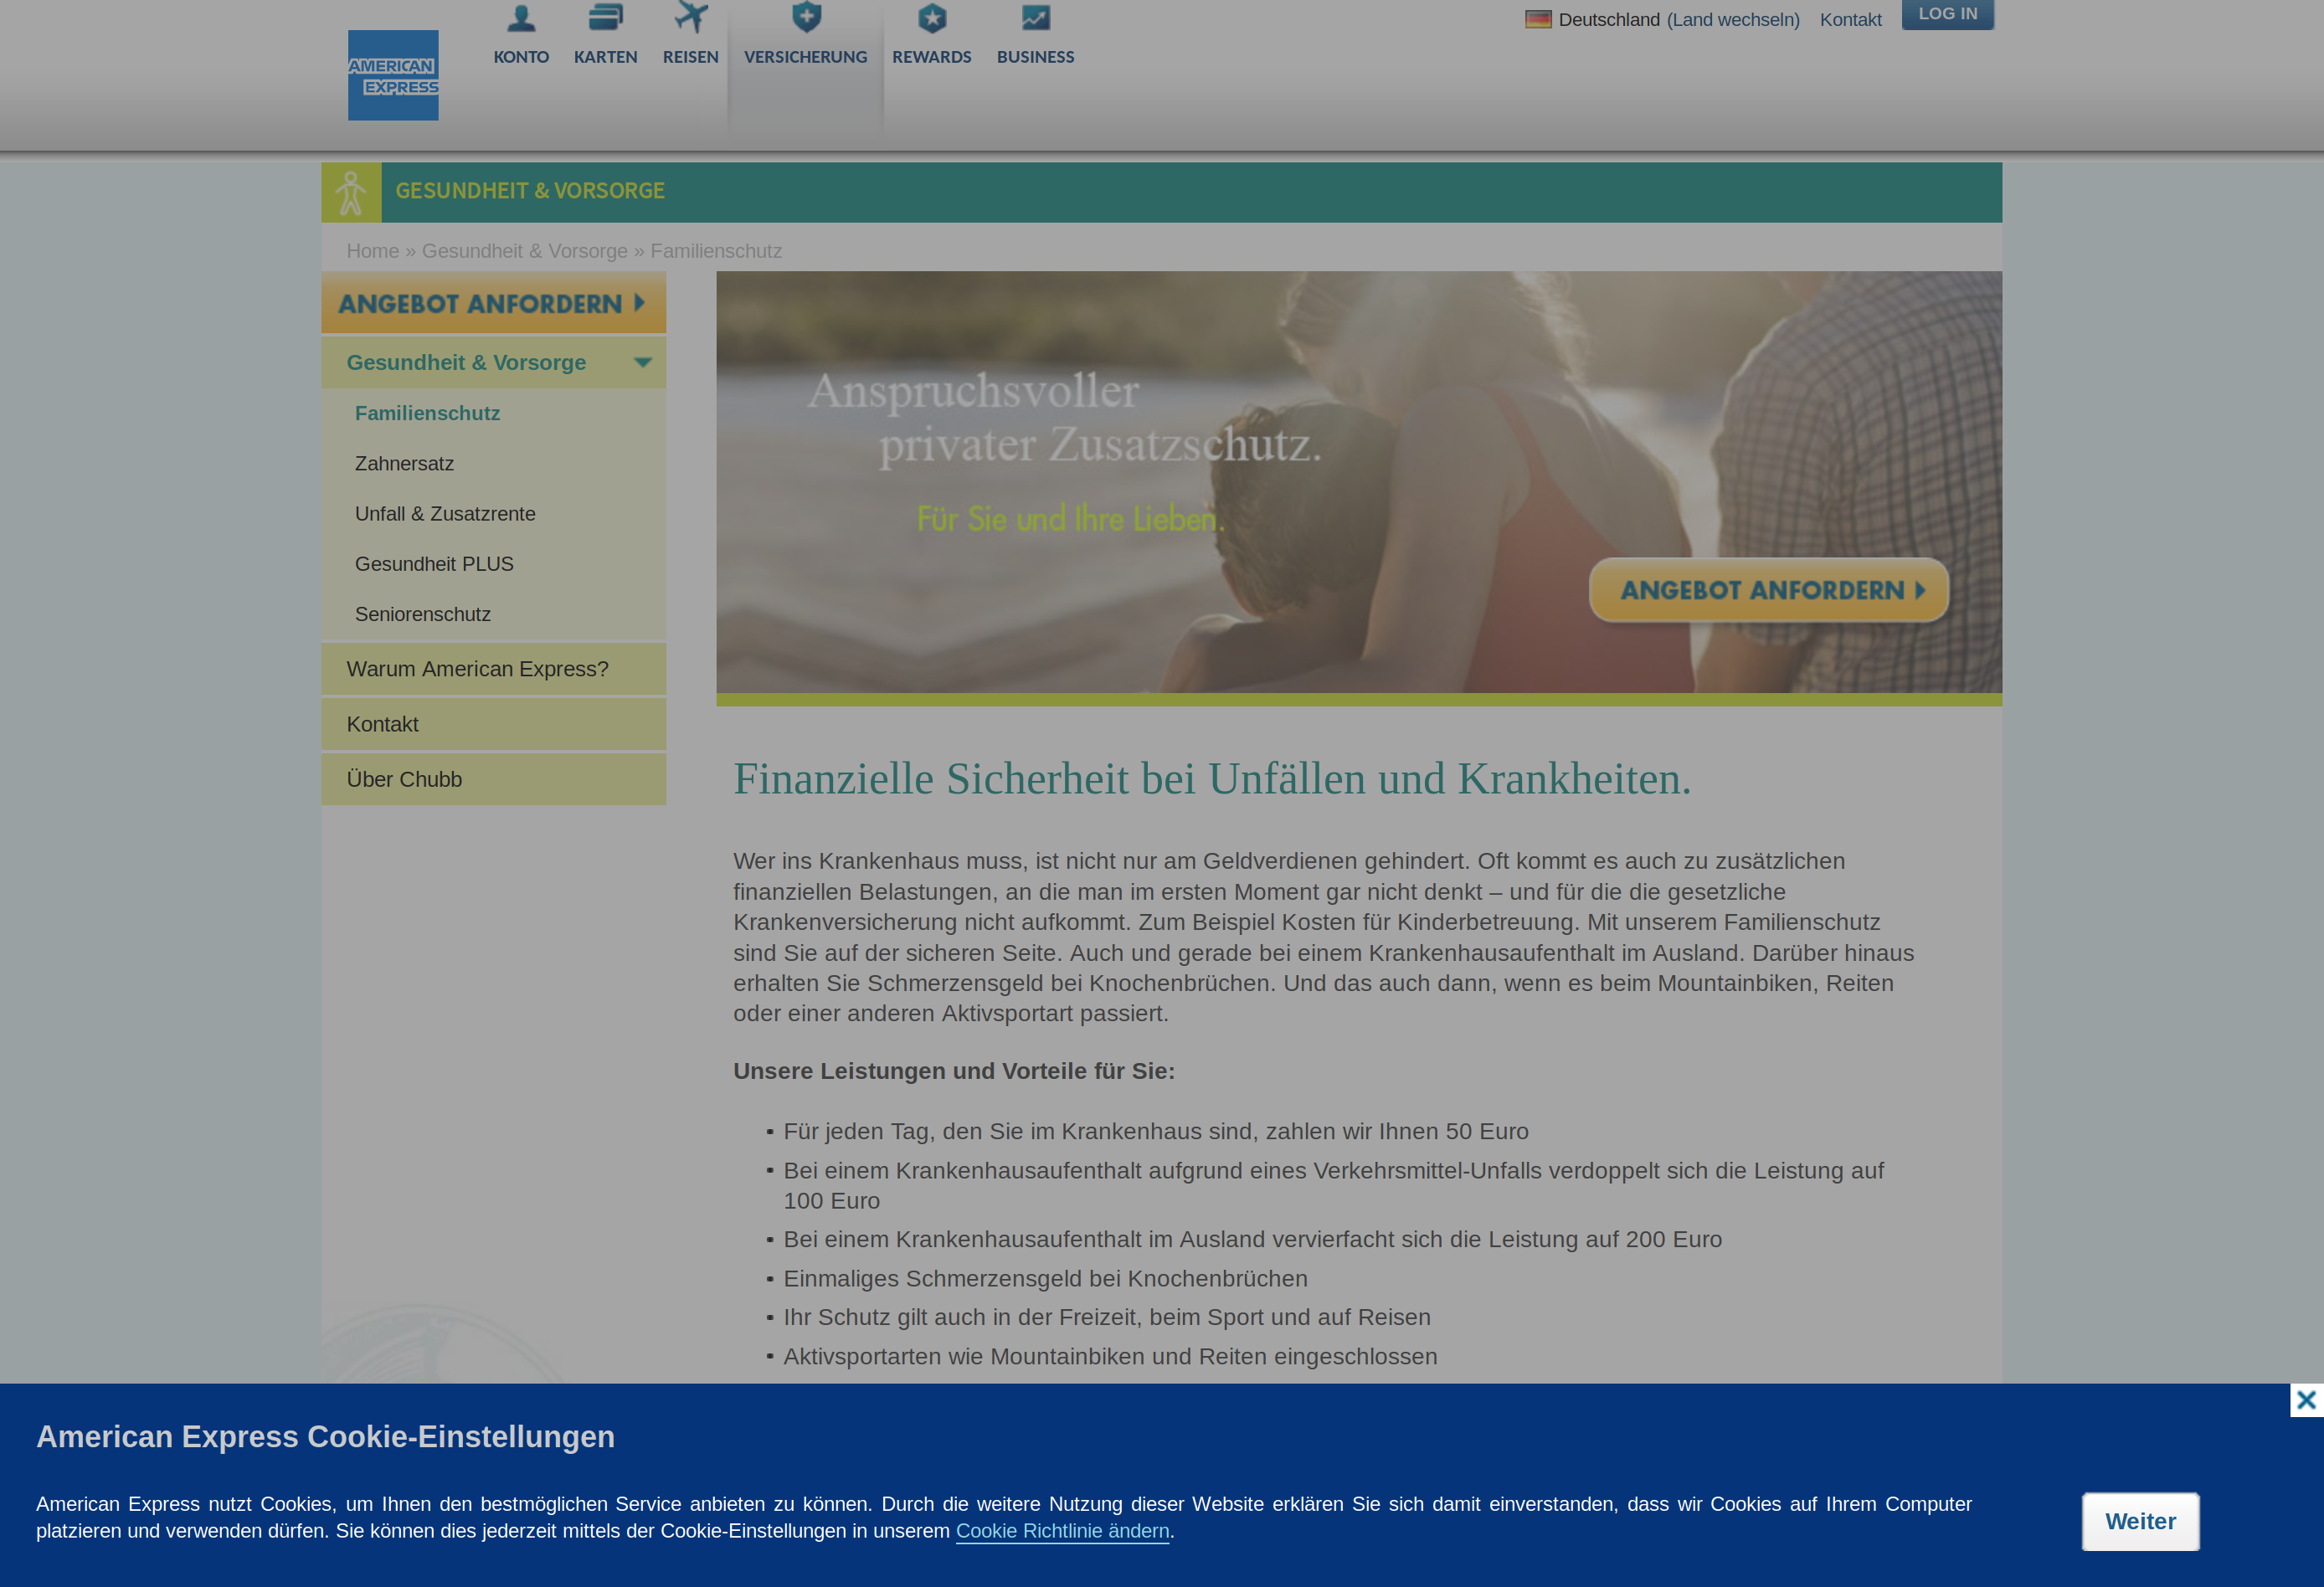 KONTO
KARTEN
REISEN
VERSICHERUNG
REWARDS
BUSINESS
Deutschland (Land wechseln) Kontakt
LOG IN
AMERICAN
EXPRESS
GESUNDHEIT & VORSORGE
Home » Gesundheit & Vorsorge » Familienschutz
ANGEBOT ANFORDERN
Gesundheit & Vorsorge
Familienschutz
Zahnersatz
Unfall & Zusatzrente
Gesundheit PLUS
Seniorenschutz
Warum American Express?
Kontakt
Über Chubb
Anspruchsvoller
privater Zusatzschutz.
Für Sie und Ihre Lieben.
ANGEBOT ANFORDERN
Finanzielle Sicherheit bei Unfällen und Krankheiten.
Wer ins Krankenhaus muss, ist nicht nur am Geldverdienen gehindert. Oft kommt es auch zu zusätzlichen
finanziellen Belastungen, an die man im ersten Moment gar nicht denkt – und für die die gesetzliche
Krankenversicherung nicht aufkommt. Zum Beispiel Kosten für Kinderbetreuung. Mit unserem Familienschutz
sind Sie auf der sicheren Seite. Auch und gerade bei einem Krankenhausaufenthalt im Ausland. Darüber hinaus
erhalten Sie Schmerzensgeld bei Knochenbrüchen. Und das auch dann, wenn es beim Mountainbiken, Reiten
oder einer anderen Aktivsportart passiert.
Unsere Leistungen und Vorteile für Sie:
Für jeden Tag, den Sie im Krankenhaus sind, zahlen wir Ihnen 50 Euro
Bei einem Krankenhausaufenthalt aufgrund eines Verkehrsmittel-Unfalls verdoppelt sich die Leistung auf
100 Euro
Bei einem Krankenhausaufenthalt im Ausland vervierfacht sich die Leistung auf 200 Euro
Einmaliges Schmerzensgeld bei Knochenbrüchen
Ihr Schutz gilt auch in der Freizeit, beim Sport und auf Reisen
Aktivsportarten wie Mountainbiken und Reiten eingeschlossen
American Express Cookie-Einstellungen
American Express nutzt Cookies, um Ihnen den bestmöglichen Service anbieten zu können. Durch die weitere Nutzung dieser Website erklären Sie sich damit einverstanden, dass wir Cookies auf Ihrem Computer
platzieren und verwenden dürfen. Sie können dies jederzeit mittels der Cookie-Einstellungen in unserem Cookie Richtlinie ändern.
Weiter